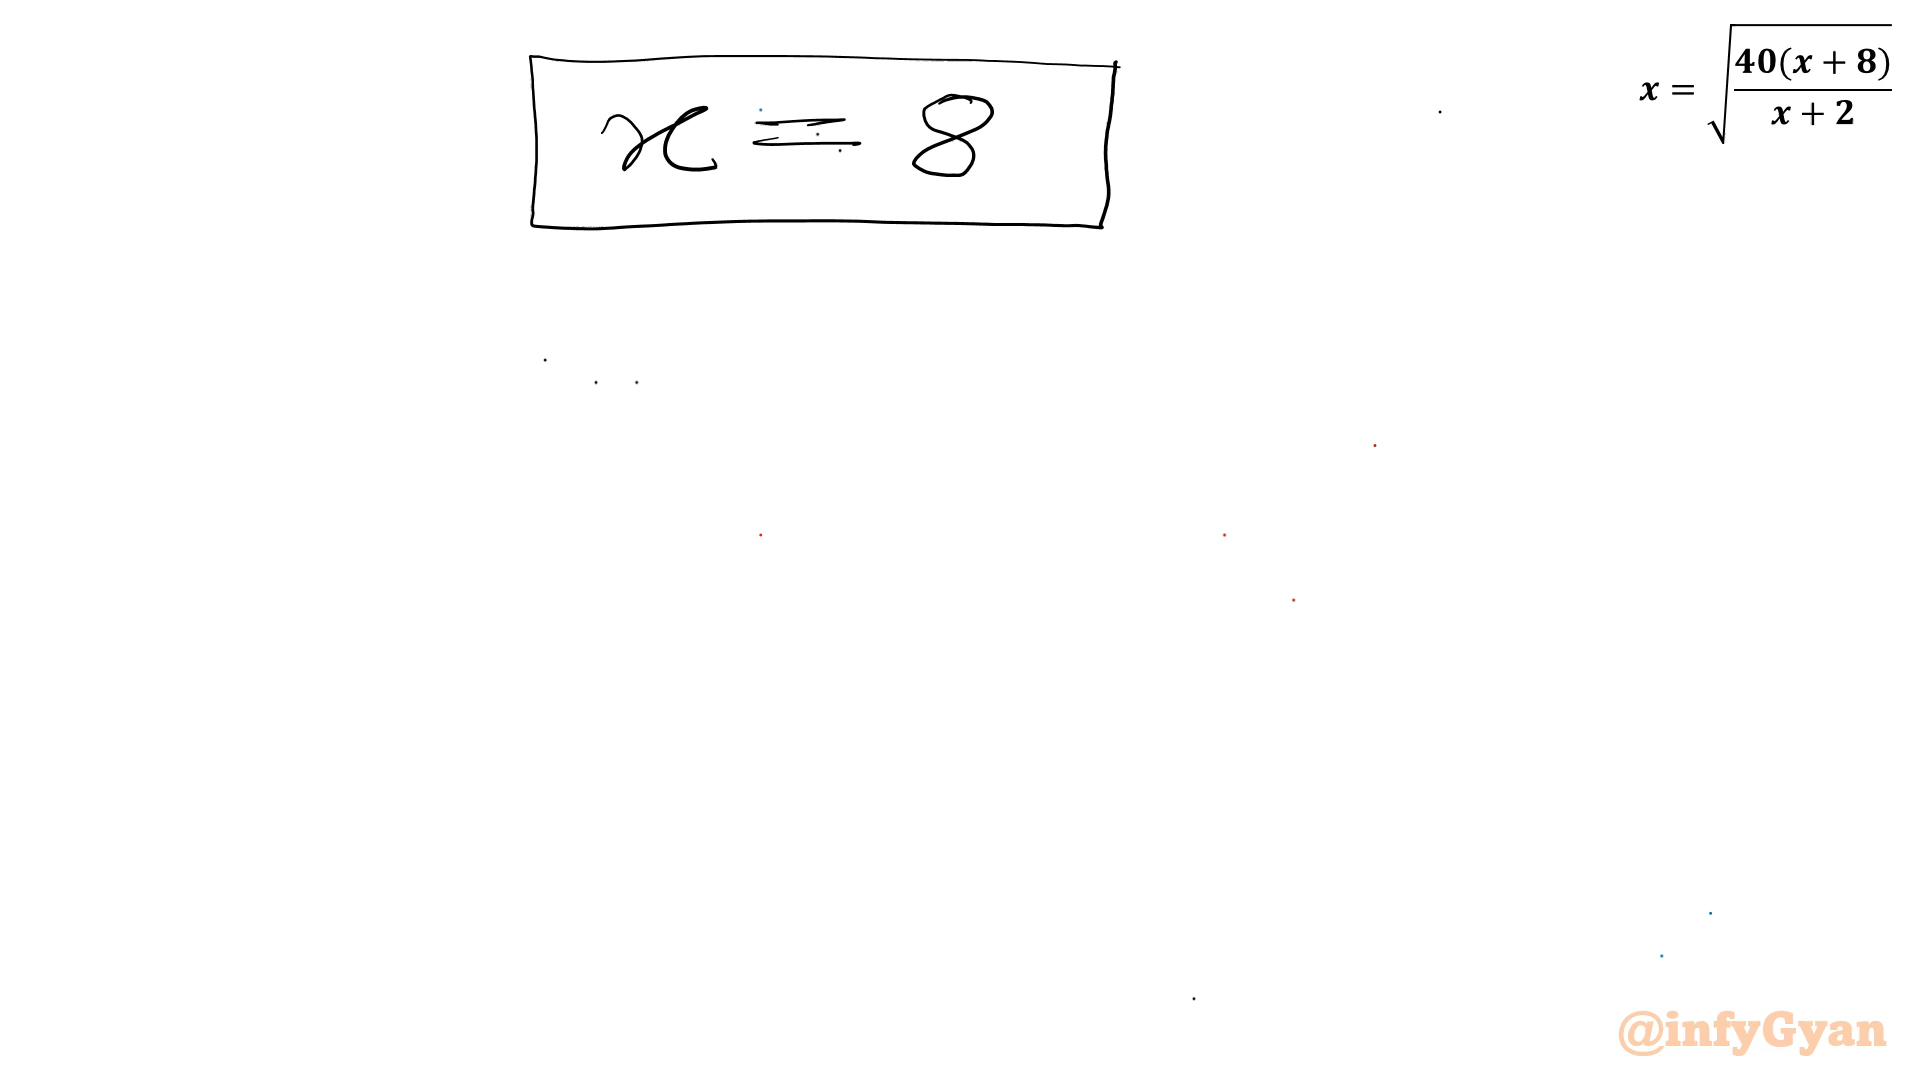 x = 8
x = √(40(x + 8)/(x + 2))
@infyGyan